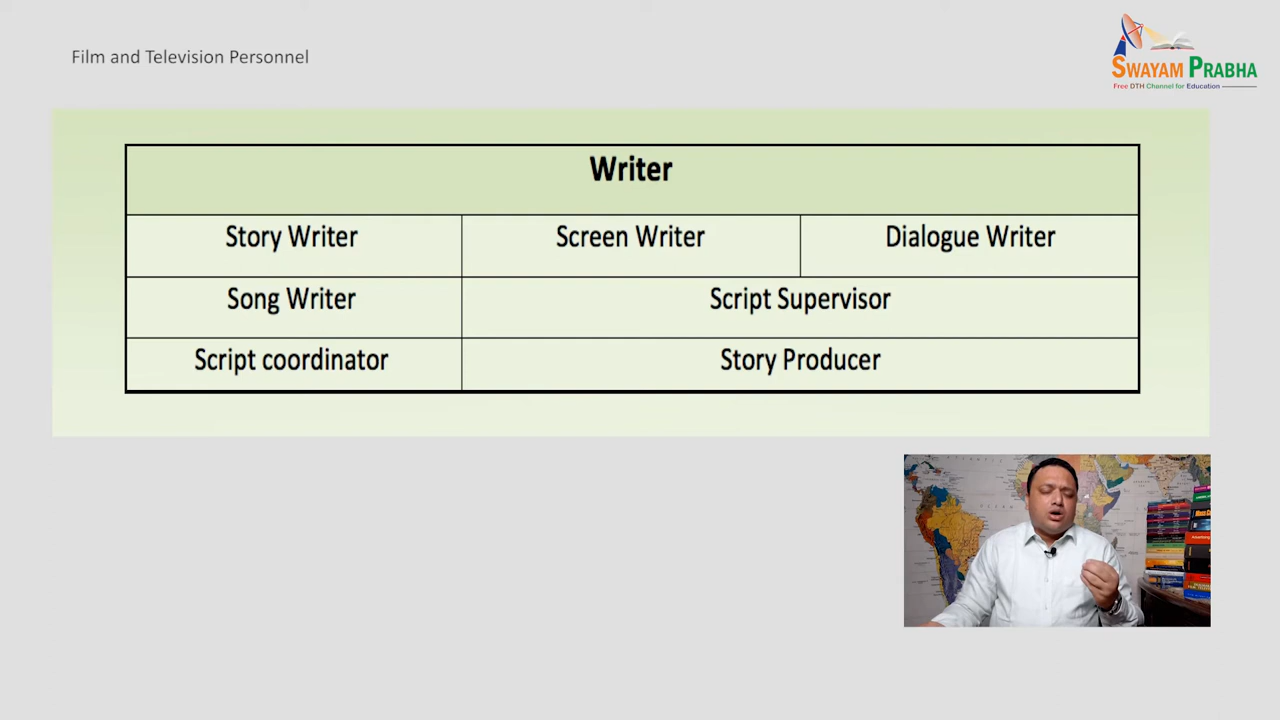 Film and Television Personnel
SWAYAM PRABHA
Free DTH Channel for Education
Writer
Story Writer
Screen Writer
Dialogue Writer
Song Writer
Script Supervisor
Script coordinator
Story Producer